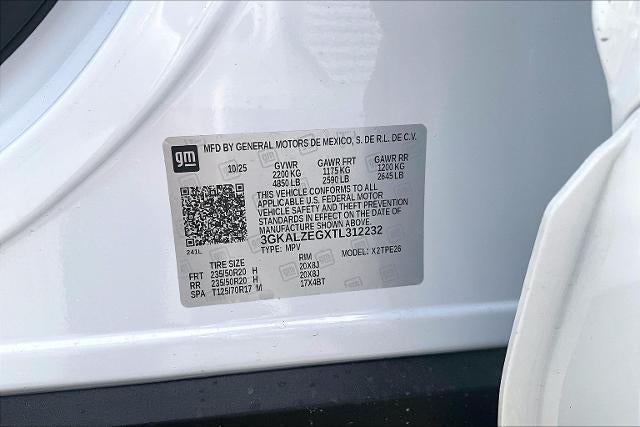 gm
MFD BY GENERAL MOTORS DE MEXICO, S. DE R.L. DE C.V.
10/25 GVWR GAWR FRT GAWR RR
2200 KG 1175 KG 1200 KG
4850 LB 2590 LB 2645 LB
THIS VEHICLE CONFORMS TO ALL
APPLICABLE U.S. FEDERAL MOTOR
VEHICLE SAFETY AND THEFT PREVENTION
STANDARDS IN EFFECT ON THE DATE OF
MANUFACTURE SHOWN ABOVE.
3GKALZEGXTL312232
TYPE: MPV MODEL: X2TPE26
241L
TIRE SIZE RIM
FRT 235/50R20 H 20X8J
RR 235/50R20 H 20X8J
SPA T125/70R17 M 17X4BT